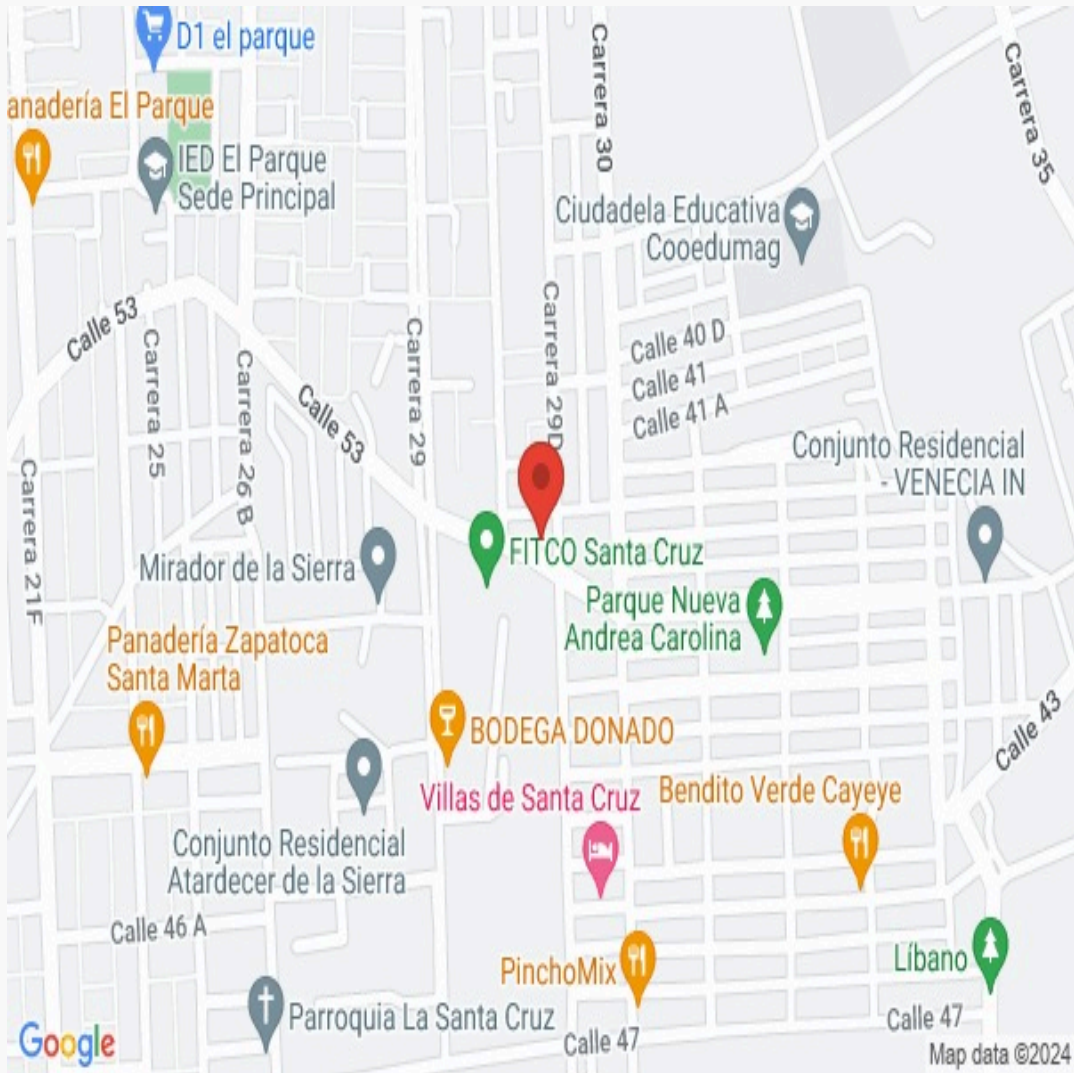 D1 el parque
anadería El Parque
IED El Parque
Sede Principal
Carrera 30
Carrera 35
Ciudadela Educativa
Cooedumag
Calle 53
Carrera 25
Carrera 26 B
Calle 53
Carrera 29
Carrera 29D
Calle 40 D
Calle 41
Calle 41 A
Conjunto Residencial
- VENECIA IN
Carrera 21F
Mirador de la Sierra
FITCO Santa Cruz
Parque Nueva
Andrea Carolina
Panadería Zapatoca
Santa Marta
BODEGA DONADO
Calle 43
Villas de Santa Cruz
Bendito Verde Cayeye
Conjunto Residencial
Atardecer de la Sierra
Calle 46 A
PinchoMix
Líbano
Parroquia La Santa Cruz
Calle 47
Calle 47
Google
Map data ©2024